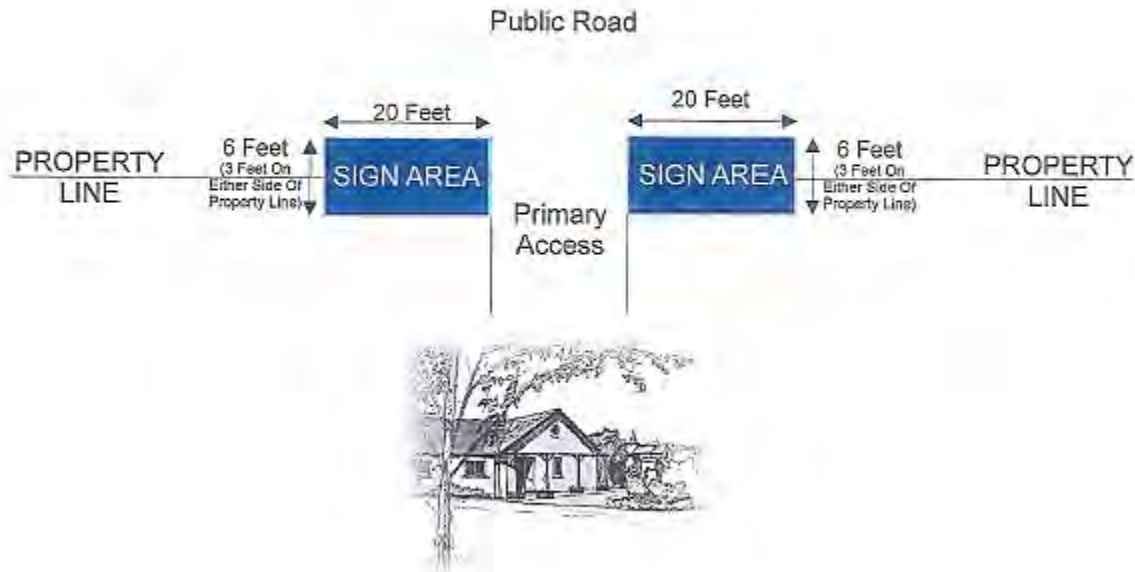 Public Road
20 Feet
20 Feet
PROPERTY
LINE
6 Feet
(3 Feet On
Either Side Of
Property Line)
SIGN AREA
SIGN AREA
6 Feet
(3 Feet On
Either Side Of
Property Line)
PROPERTY
LINE
Primary
Access